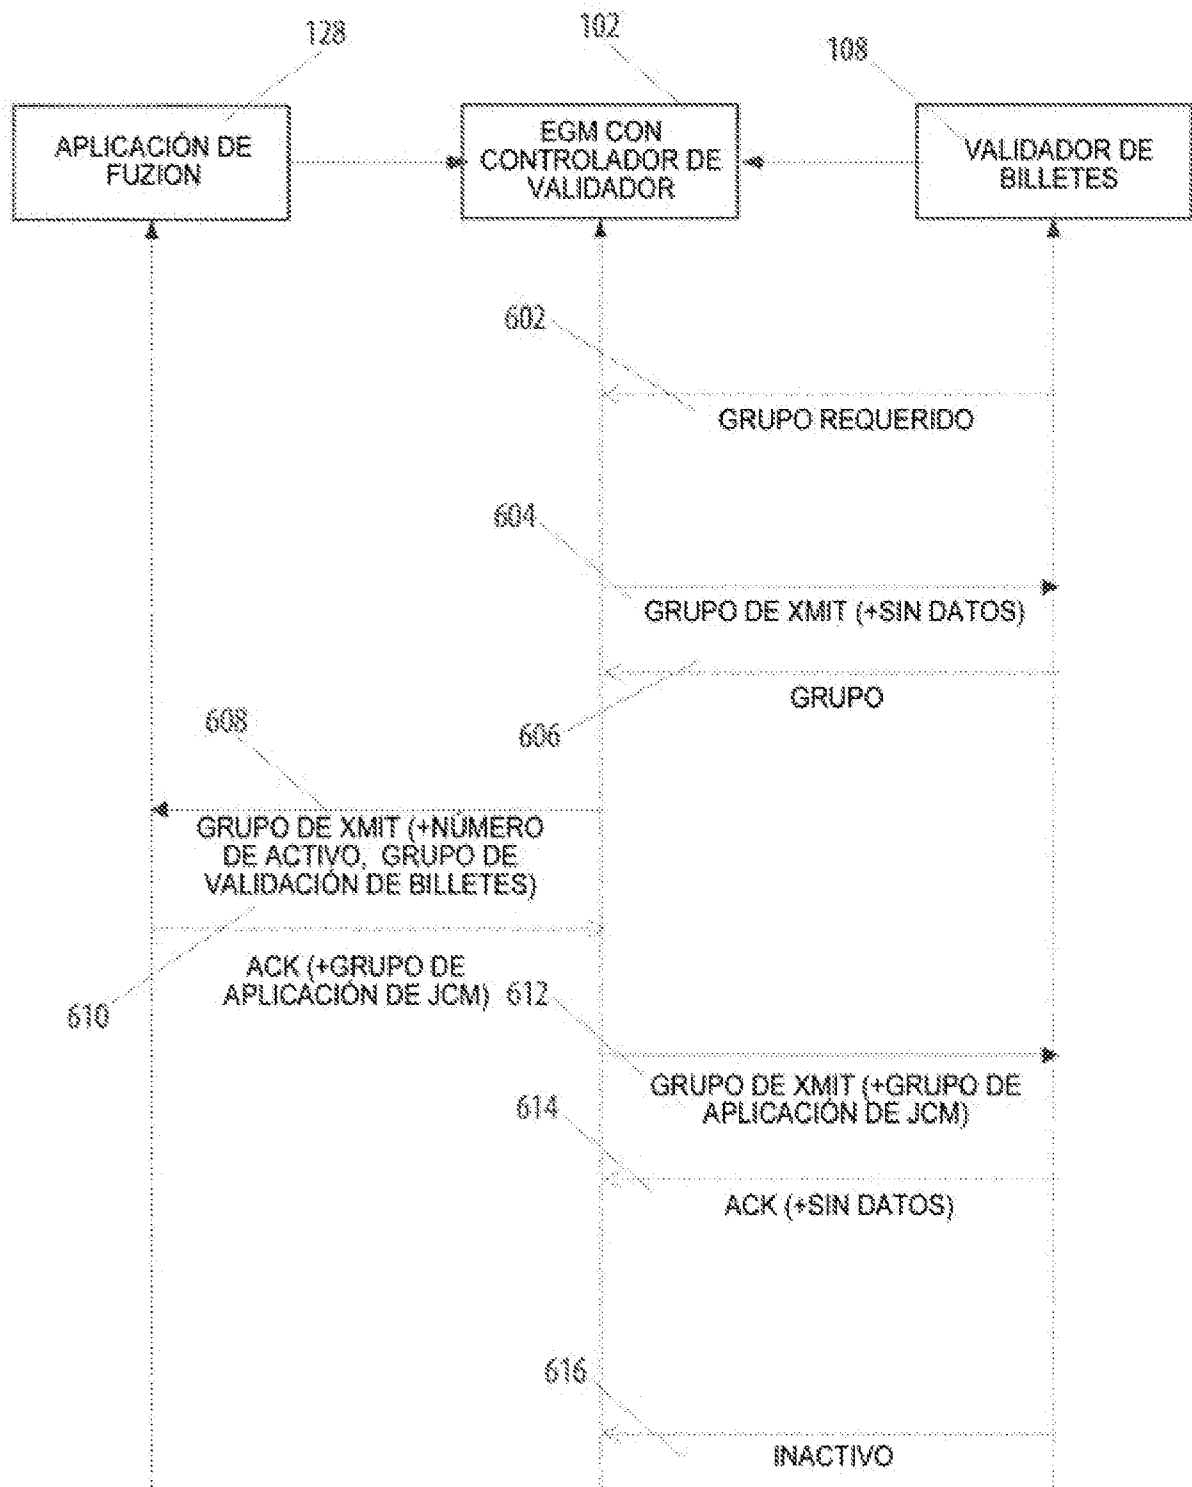 128
102
108
APLICACIÓN DE
FUZION
EGM CON
CONTROLADOR DE
VALIDADOR
VALIDADOR DE
BILLETES
602
GRUPO REQUERIDO
604
GRUPO DE XMIT (+SIN DATOS)
606
GRUPO
608
GRUPO DE XMIT (+NÚMERO
DE ACTIVO, GRUPO DE
VALIDACIÓN DE BILLETES)
610
ACK (+GRUPO DE
APLICACIÓN DE JCM)
612
GRUPO DE XMIT (+GRUPO DE
APLICACIÓN DE JCM)
614
ACK (+SIN DATOS)
616
INACTIVO